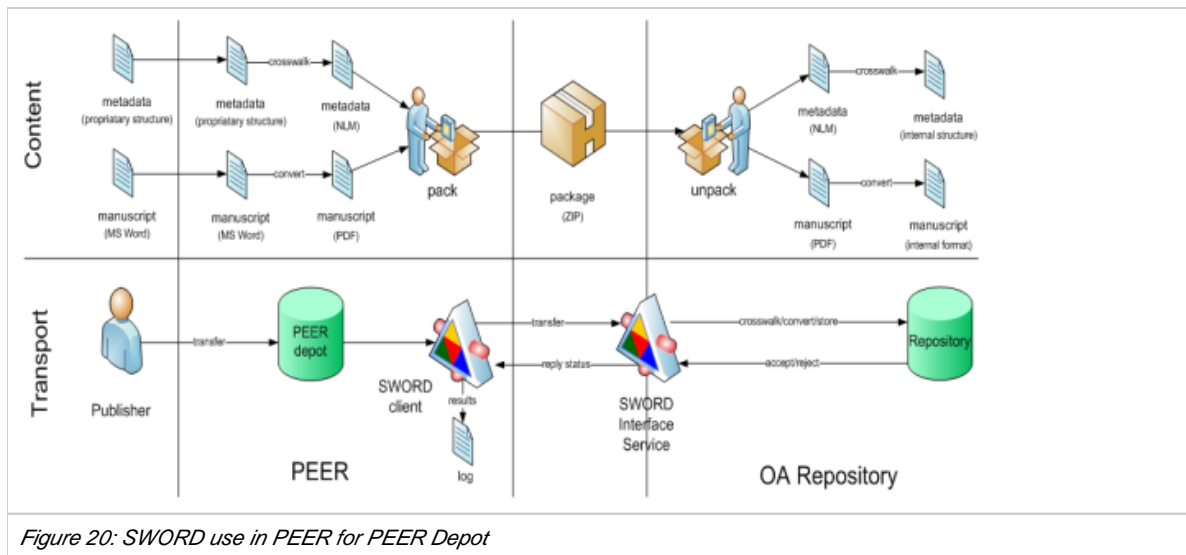 Content
crosswalk
metadata
(propriatary structure)
metadata
(propriatary structure)
metadata
(NLM)
pack
package
(ZIP)
unpack
metadata
(NLM)
crosswalk
metadata
(internal structure)
manuscript
(MS Word)
convert
manuscript
(MS Word)
manuscript
(PDF)
convert
manuscript
(PDF)
manuscript
(internal format)
Transport
Publisher
transfer
PEER
depot
SWORD
client
results
log
transfer
reply status
SWORD
Interface
Service
crosswalk/convert/store
accept/reject
Repository
PEER
OA Repository
Figure 20: SWORD use in PEER for PEER Depot